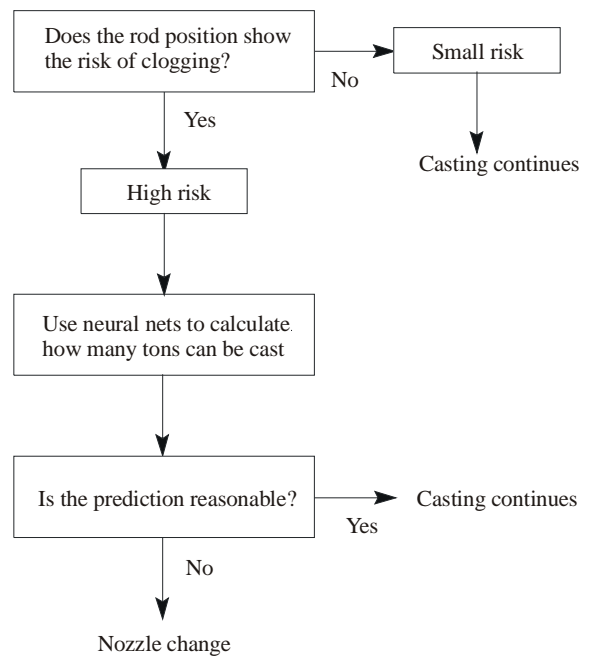 Does the rod position show
the risk of clogging?
Small risk
No
Yes
Casting continues
High risk
Use neural nets to calculate.
how many tons can be cast
Is the prediction reasonable?
Casting continues
Yes
No
Nozzle change